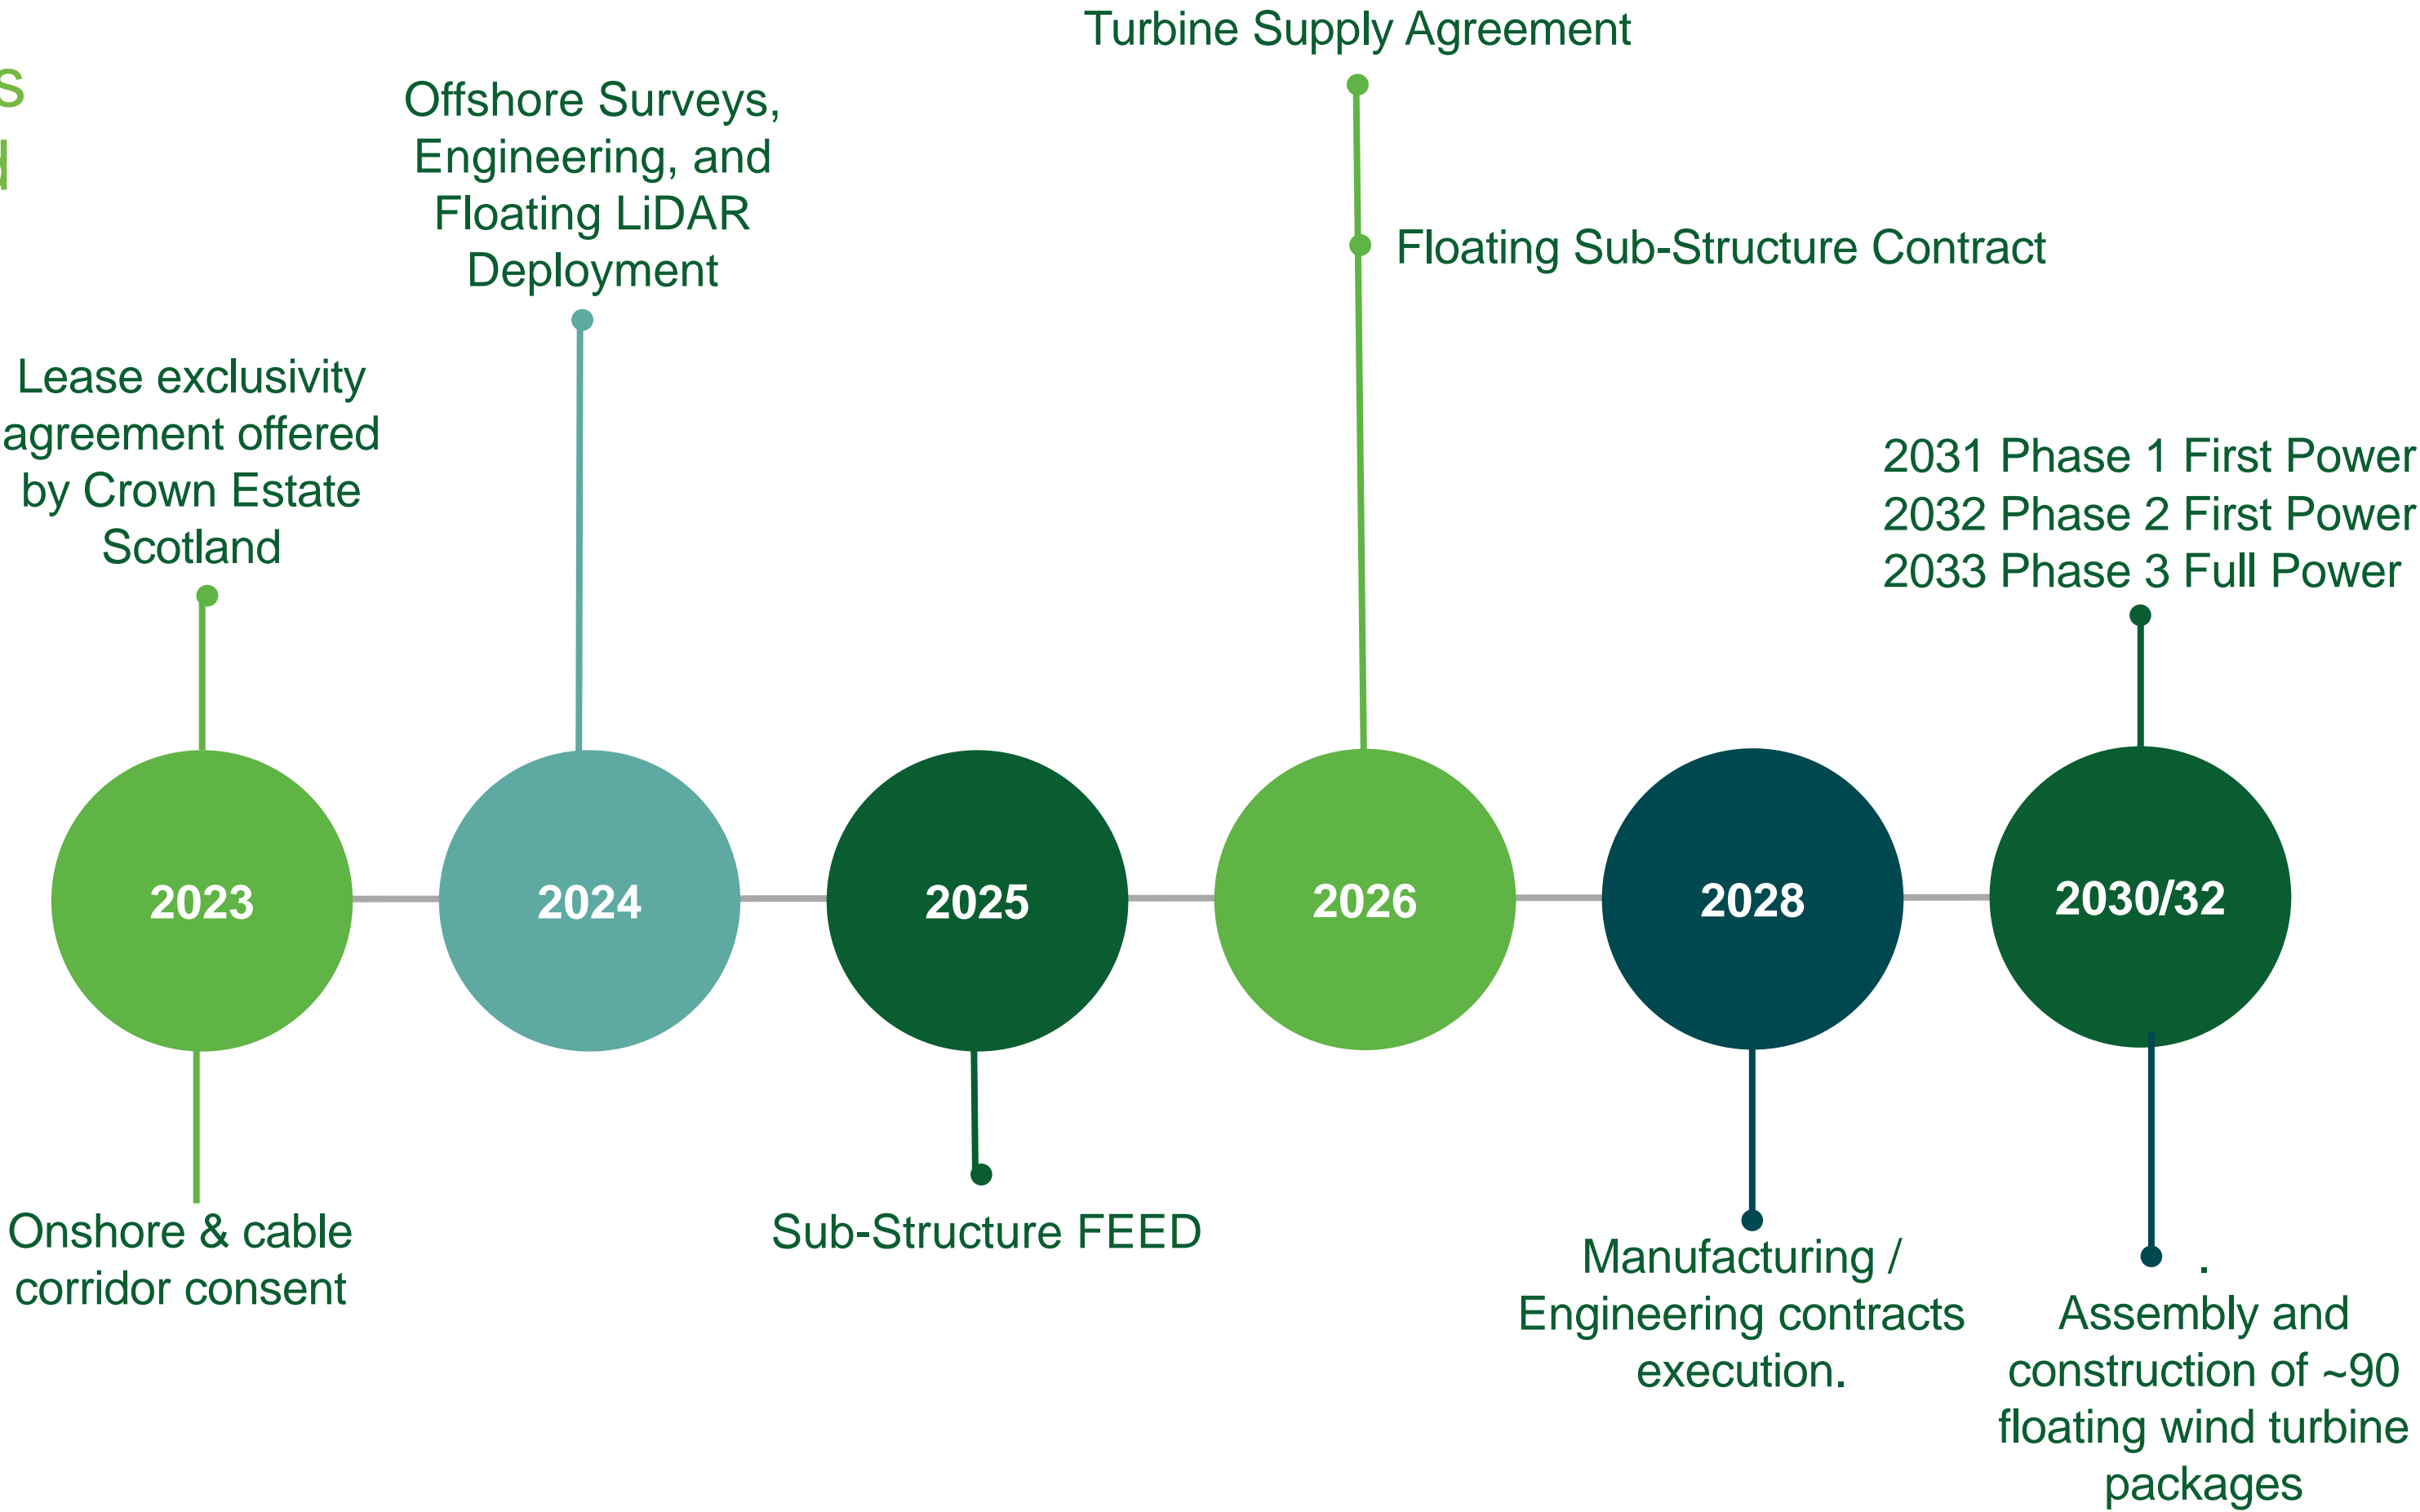 Turbine Supply Agreement
Offshore Surveys,
Engineering, and
Floating LiDAR
Deployment
Floating Sub-Structure Contact
Lease exclusivity
agreement offered
by Crown Estate
Scotland
2031 Phase 1 First Power
2032 Phase 2 First Power
2033 Phase 3 Full Power
2023
2024
2025
2026
2028
2030/32
Onshore & cable
corridor consent
Sub-Structure FEED
Manufacturing /
Engineering contracts
execution.
.
Assembly and
construction of ~90
floating wind turbine
packages